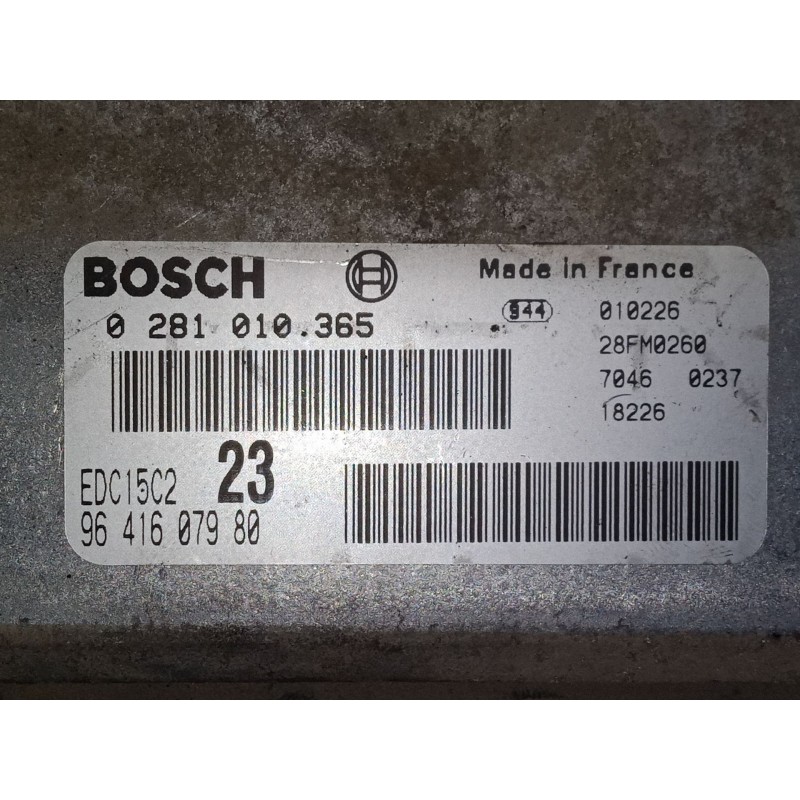 BOSCH
Made in France
0 281 010.365
944
010226
28FM0260
7046 0237
18226
EDC15C2 23
96 416 079 80